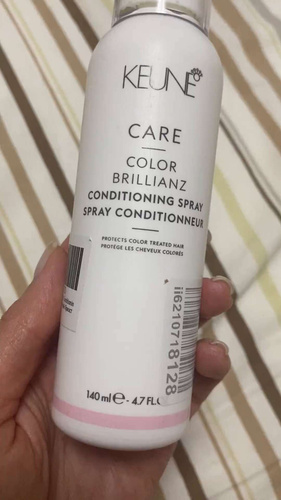 KEUNE
CARE
COLOR
BRILLIANZ
CONDITIONING SPRAY
SPRAY CONDITIONNEUR
PROTECTS COLOR TREATED HAIR
PROTÈGE LES CHEVEUX COLORÉS
140 ml ℮ - 4.7 FL
ii6210718128